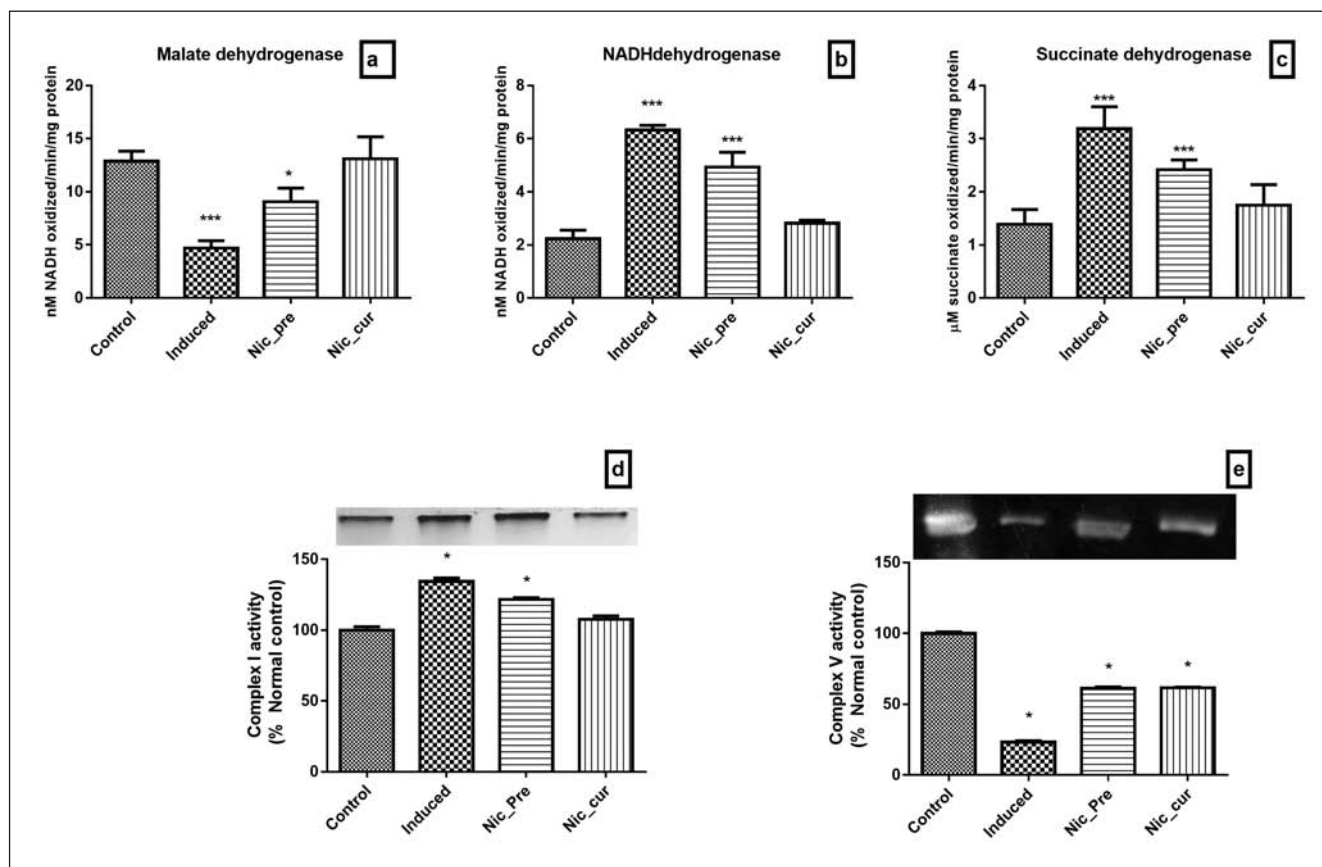 Malate dehydrogenase
a
nM NADH oxidized/min/mg protein
20
15
10
5
0
***
*
Control
Induced
Nic_pre
Nic_cur
NADHdehydrogenase
b
nM NADH oxidized/min/mg protein
8
6
4
2
0
***
***
Control
Induced
Nic_pre
Nic_cur
Succinate dehydrogenase
c
μM succinate oxidized/min/mg protein
4
3
2
1
0
***
***
Control
Induced
Nic_pre
Nic_cur
d
Complex I activity
(% Normal control)
150
100
50
0
*
*
Control
Induced
Nic_Pre
Nic_cur
e
Complex V activity
(% Normal control)
150
100
50
0
*
*
*
Control
Induced
Nic_Pre
Nic_cur